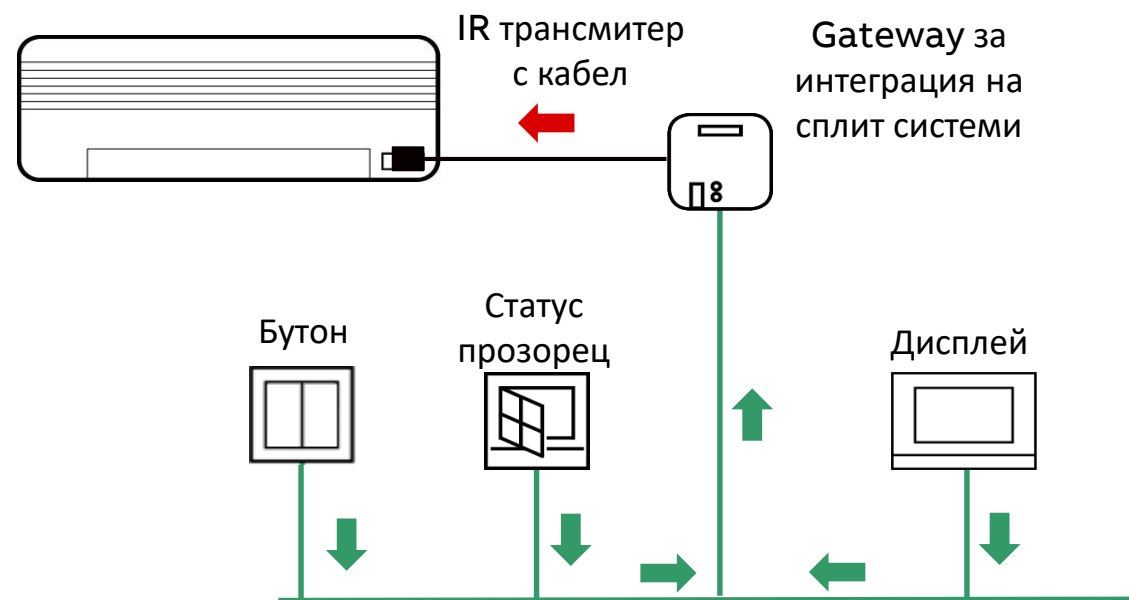 IR трансмитер
с кабел
Gateway за
интеграция на
сплит системи
Бутон
Статус
прозорец
Дисплей